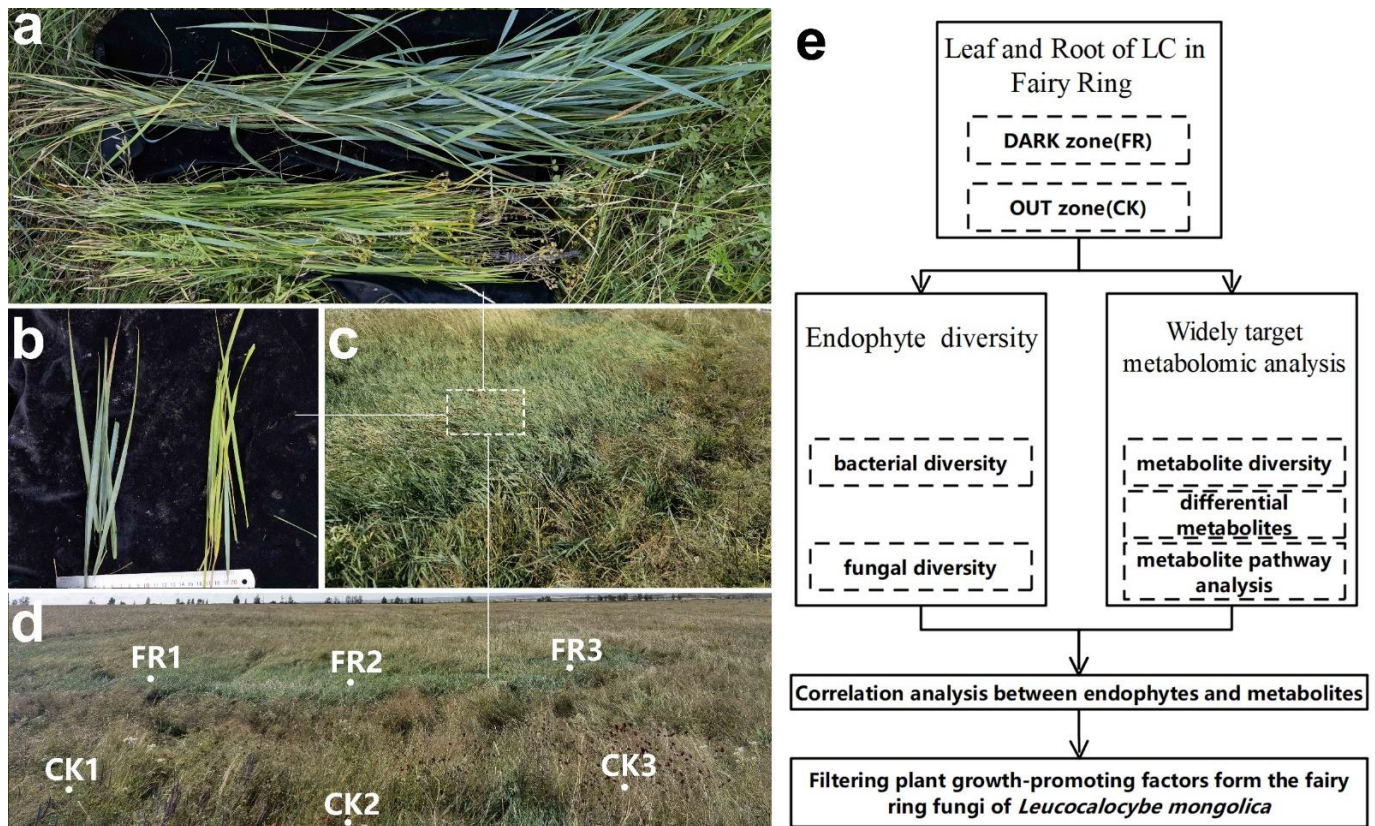 a
b
c
d
FR1
FR2
FR3
CK1
CK2
CK3
e
Leaf and Root of LC in
Fairy Ring
DARK zone(FR)
OUT zone(CK)
Endophyte diversity
bacterial diversity
fungal diversity
Widely target
metabolomic analysis
metabolite diversity
differential
metabolites
metabolite pathway
analysis
Correlation analysis between endophytes and metabolites
Filtering plant growth-promoting factors form the fairy
ring fungi of Leucocalocybe mongolica